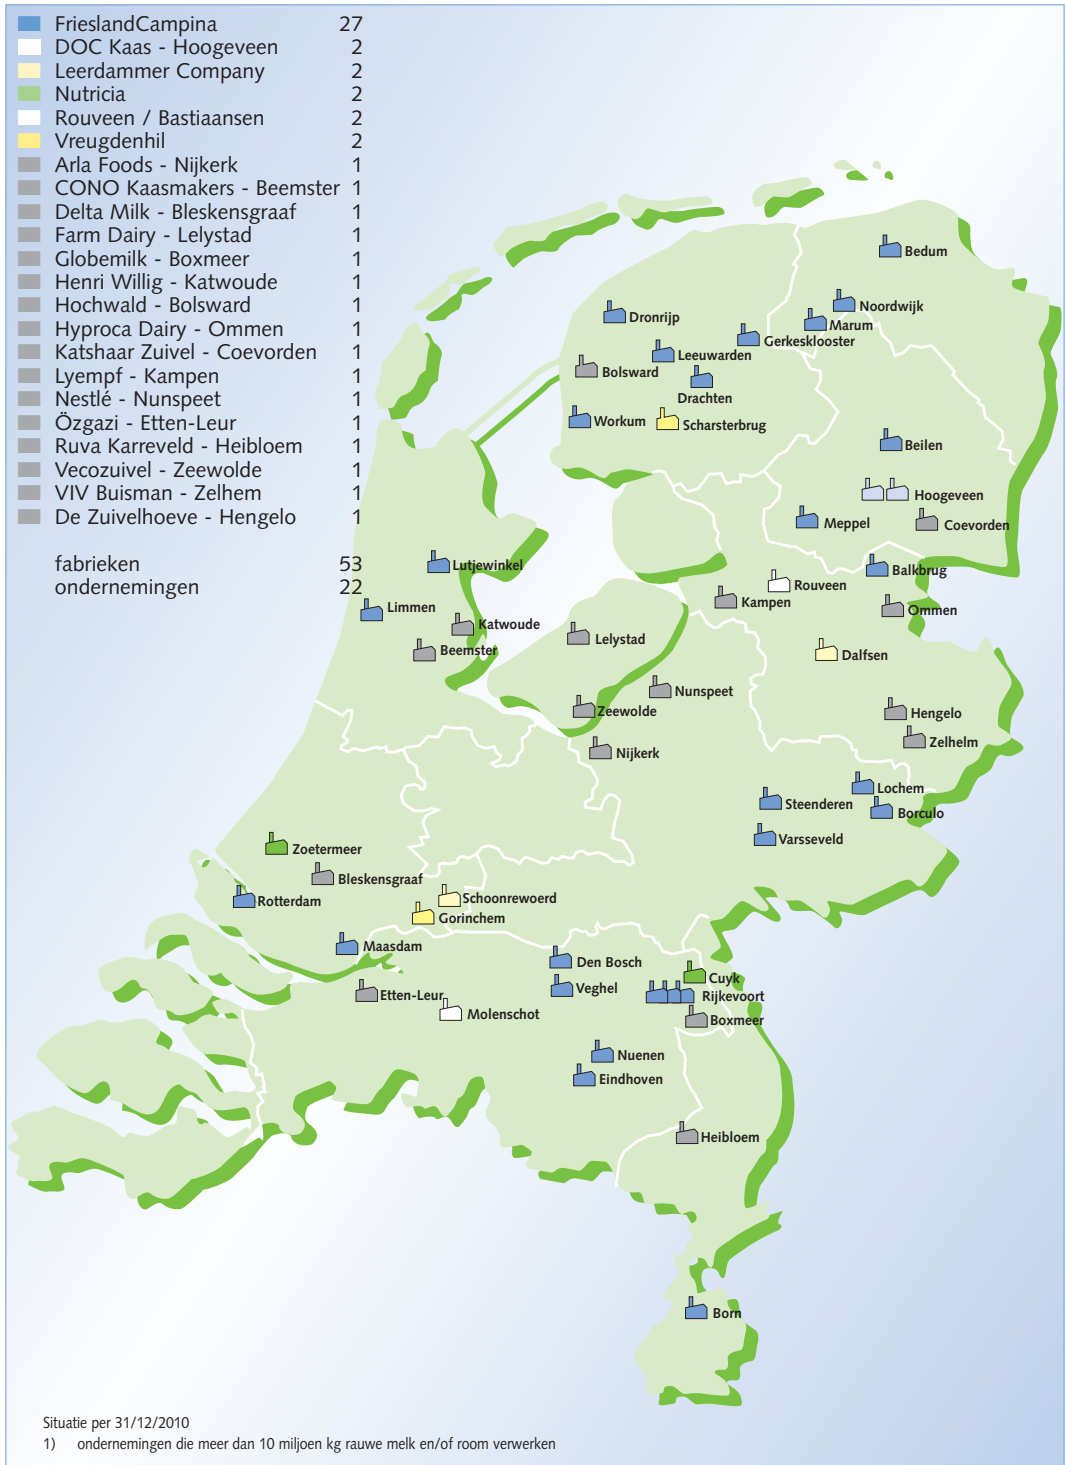 FrieslandCampina 27
DOC Kaas - Hoogeveen 2
Leerdammer Company 2
Nutricia 2
Rouveen / Bastiaansen 2
Vreugdenhil 2
Arla Foods - Nijkerk 1
CONO Kaasmakers - Beemster 1
Delta Milk - Bleskensgraaf 1
Farm Dairy - Lelystad 1
Globemilk - Boxmeer 1
Henri Willig - Katwoude 1
Hochwald - Bolsward 1
Hyproca Dairy - Ommen 1
Katshaar Zuivel - Coevorden 1
Lyempf - Kampen 1
Nestlé - Nunspeet 1
Özgazi - Etten-Leur 1
Ruva Karreveld - Heibloem 1
Vecozuivel - Zeewolde 1
VIV Buisman - Zelhem 1
De Zuivelhoeve - Hengelo 1
fabrieken 53
ondernemingen 22
Bedum
Noordwijk
Dronrijp
Marum
Gerkesklooster
Leeuwarden
Bolsward
Drachten
Workum
Scharsterbrug
Beilen
Hoogeveen
Meppel
Coevorden
Lutjewinkel
Balkbrug
Rouveen
Kampen
Limmen
Ommen
Katwoude
Lelystad
Beemster
Dalfsen
Nunspeet
Zeewolde
Hengelo
Zelhelm
Nijkerk
Lochem
Steenderen
Borculo
Varsseveld
Zoetermeer
Bleskensgraaf
Schoonrewoerd
Rotterdam
Gorinchem
Maasdam
Den Bosch
Cuyk
Veghel
Etten-Leur
Rijkevoort
Molenschot
Boxmeer
Nuenen
Eindhoven
Heibloem
Born
Situatie per 31/12/2010
1) ondernemingen die meer dan 10 miljoen kg rauwe melk en/of room verwerken